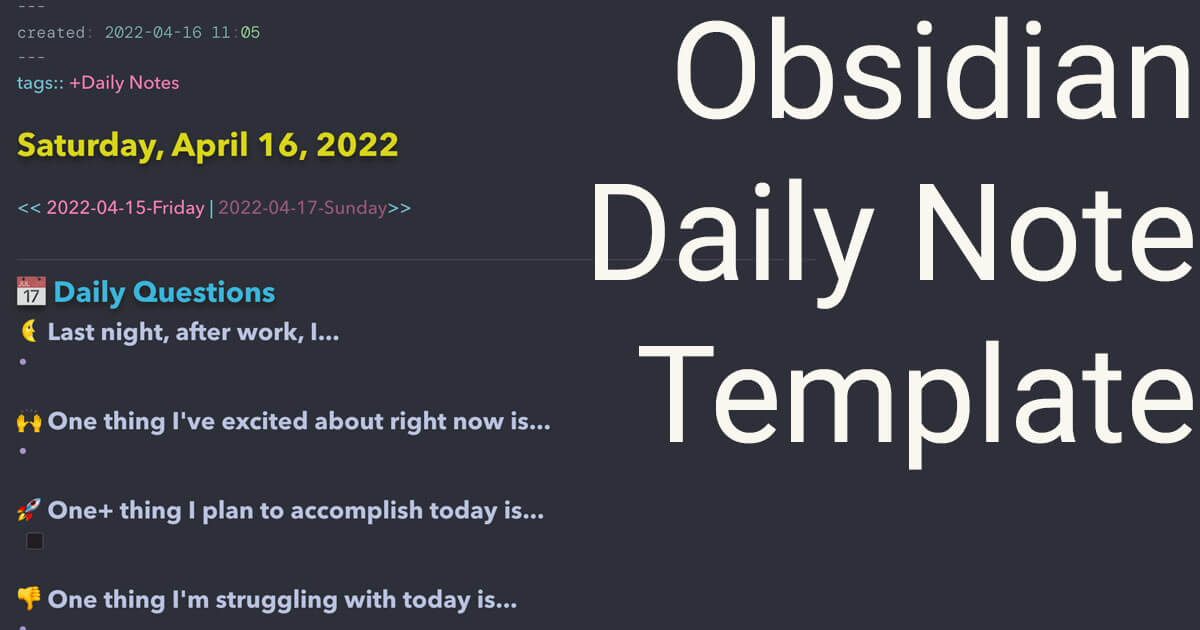 ---
created: 2022-04-16 11:05
---
tags:: +Daily Notes
Saturday, April 16, 2022
<< 2022-04-15-Friday | 2022-04-17-Sunday>>
JUL
17
Daily Questions
Last night, after work, I...
One thing I've excited about right now is...
One+ thing I plan to accomplish today is...
One thing I'm struggling with today is...
Obsidian
Daily Note
Template